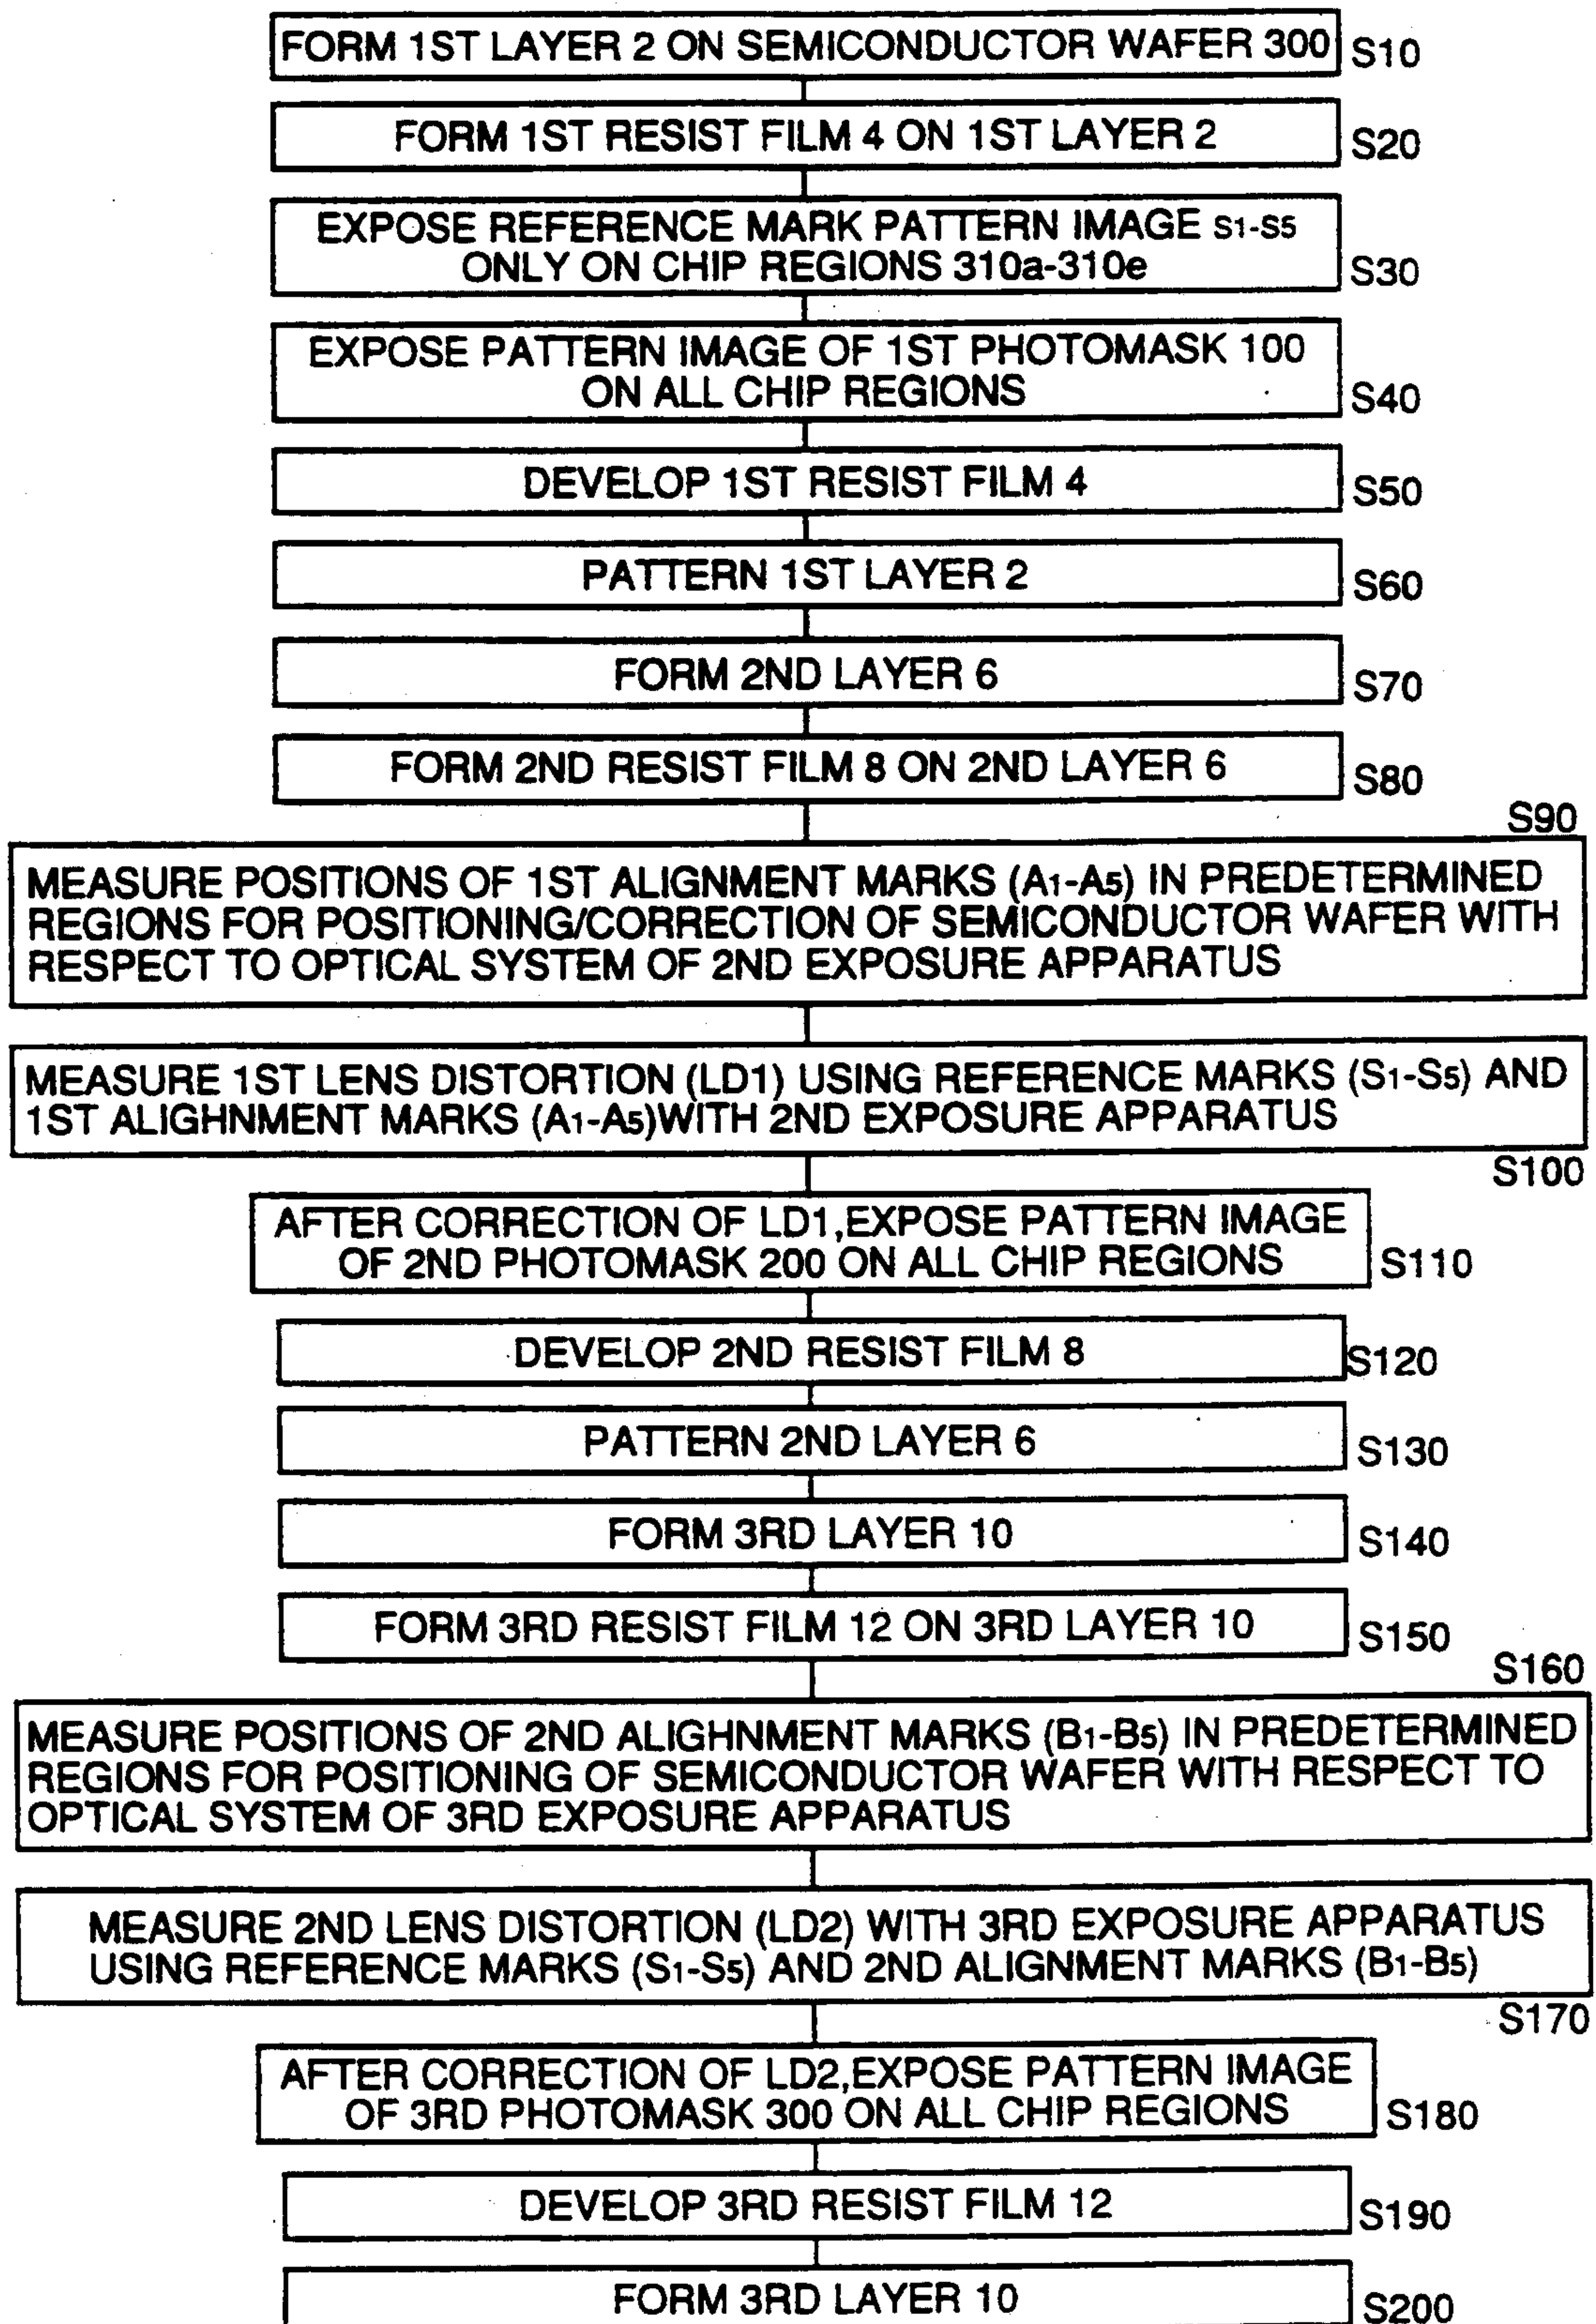 FORM 1ST LAYER 2 ON SEMICONDUCTOR WAFER 300
S10
FORM 1ST RESIST FILM 4 ON 1ST LAYER 2
S20
EXPOSE REFERENCE MARK PATTERN IMAGE S1-S5
ONLY ON CHIP REGIONS 310a-310e
S30
EXPOSE PATTERN IMAGE OF 1ST PHOTOMASK 100
ON ALL CHIP REGIONS
S40
DEVELOP 1ST RESIST FILM 4
S50
PATTERN 1ST LAYER 2
S60
FORM 2ND LAYER 6
S70
FORM 2ND RESIST FILM 8 ON 2ND LAYER 6
S80
S90
MEASURE POSITIONS OF 1ST ALIGNMENT MARKS (A1-A5) IN PREDETERMINED
REGIONS FOR POSITIONING/CORRECTION OF SEMICONDUCTOR WAFER WITH
RESPECT TO OPTICAL SYSTEM OF 2ND EXPOSURE APPARATUS
MEASURE 1ST LENS DISTORTION (LD1) USING REFERENCE MARKS (S1-S5) AND
1ST ALIGHNMENT MARKS (A1-A5)WITH 2ND EXPOSURE APPARATUS
S100
AFTER CORRECTION OF LD1,EXPOSE PATTERN IMAGE
OF 2ND PHOTOMASK 200 ON ALL CHIP REGIONS
S110
DEVELOP 2ND RESIST FILM 8
S120
PATTERN 2ND LAYER 6
S130
FORM 3RD LAYER 10
S140
FORM 3RD RESIST FILM 12 ON 3RD LAYER 10
S150
S160
MEASURE POSITIONS OF 2ND ALIGHNMENT MARKS (B1-B5) IN PREDETERMINED
REGIONS FOR POSITIONING OF SEMICONDUCTOR WAFER WITH RESPECT TO
OPTICAL SYSTEM OF 3RD EXPOSURE APPARATUS
MEASURE 2ND LENS DISTORTION (LD2) WITH 3RD EXPOSURE APPARATUS
USING REFERENCE MARKS (S1-S5) AND 2ND ALIGNMENT MARKS (B1-B5)
S170
AFTER CORRECTION OF LD2,EXPOSE PATTERN IMAGE
OF 3RD PHOTOMASK 300 ON ALL CHIP REGIONS
S180
DEVELOP 3RD RESIST FILM 12
S190
FORM 3RD LAYER 10
S200